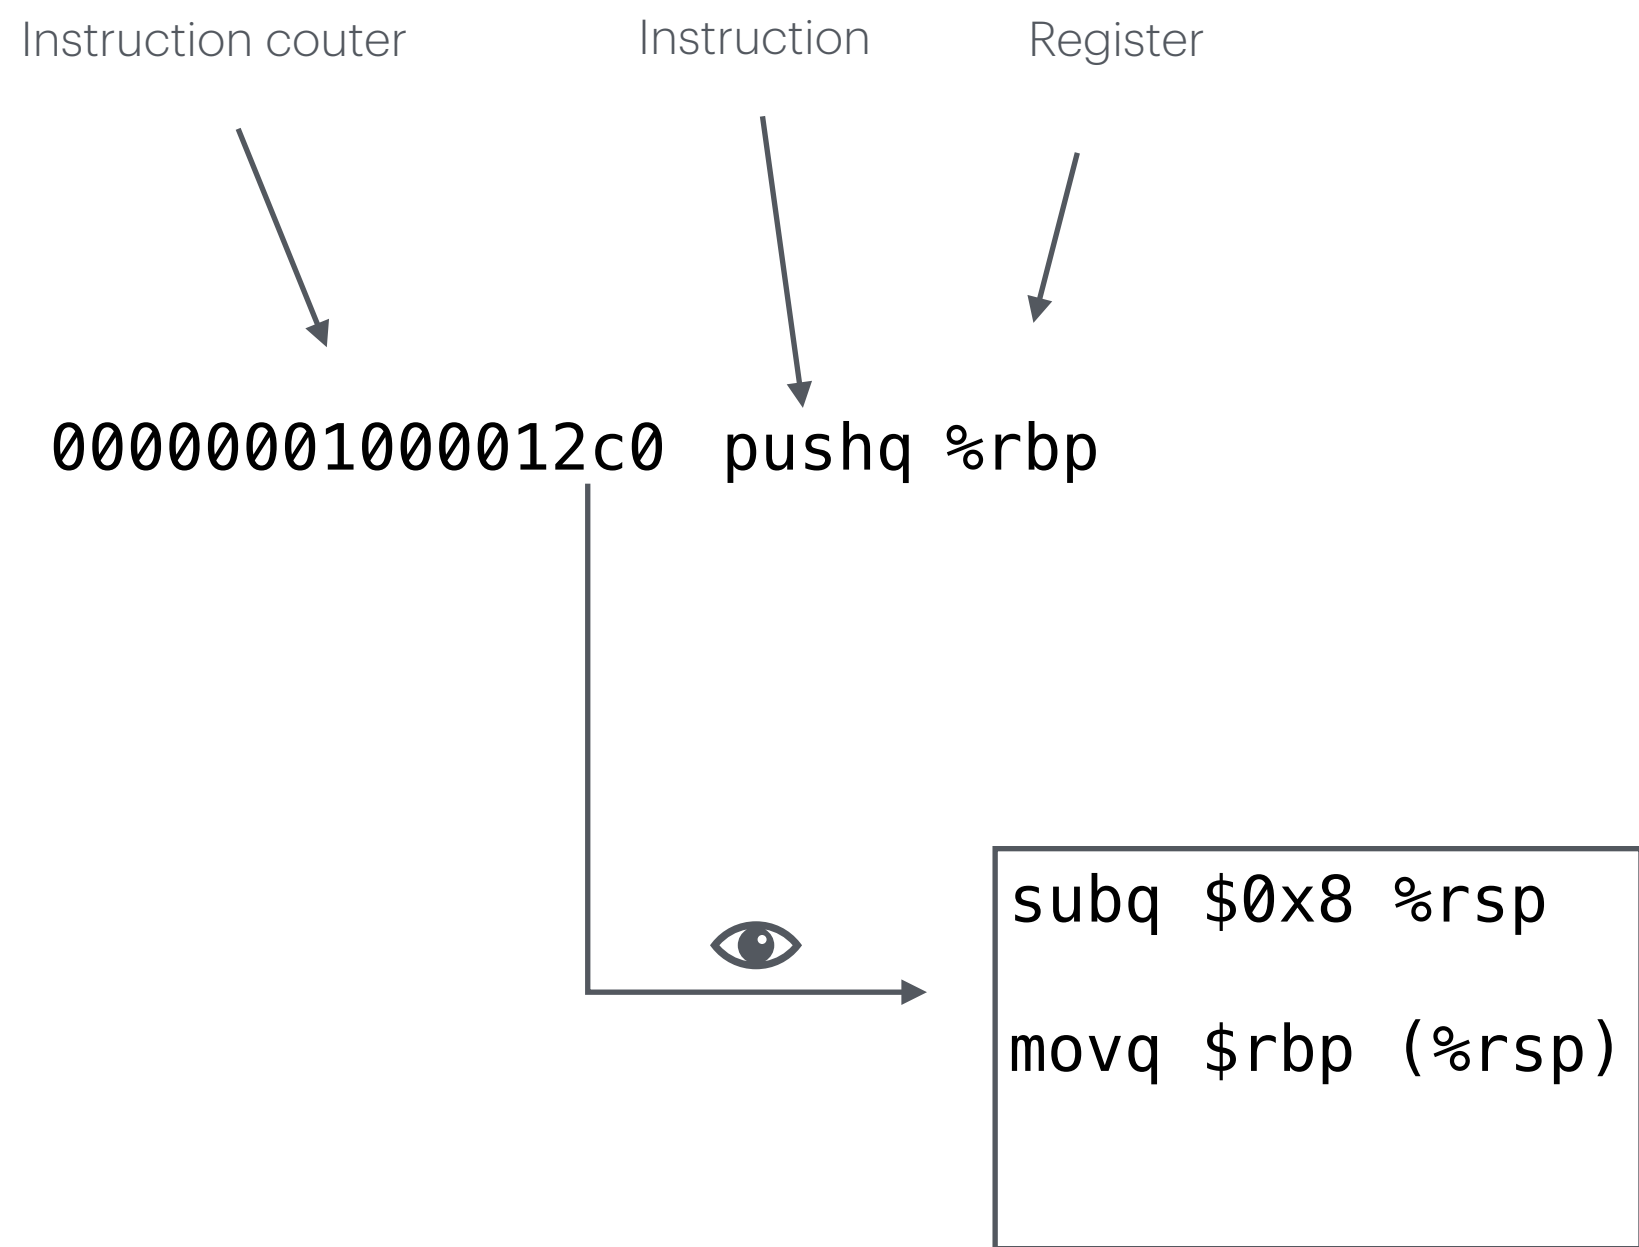 Instruction couter
Instruction
Register
00000001000012c0 pushq %rbp
subq $0x8 %rsp
movq $rbp (%rsp)